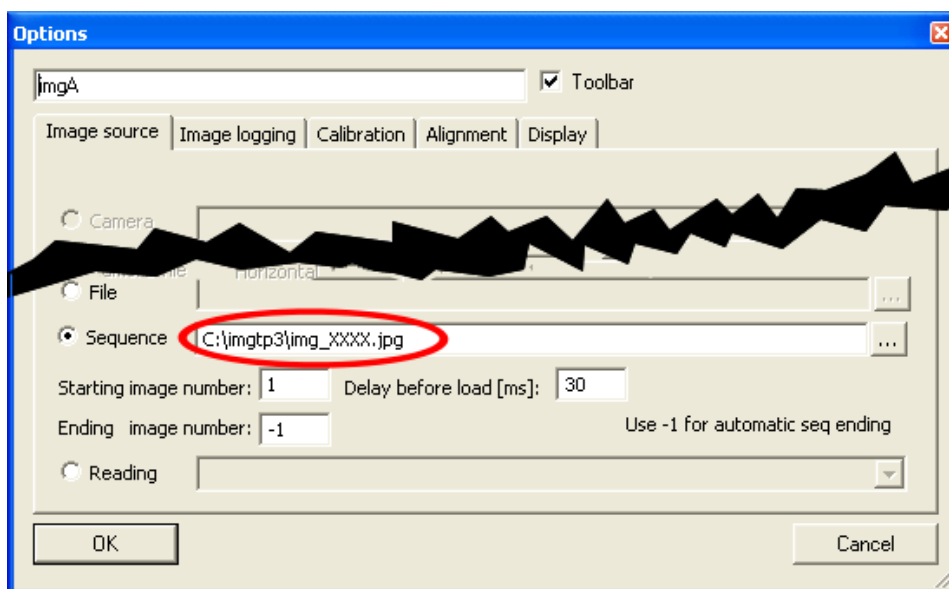 Options
imgA
Toolbar
Image source Image logging Calibration Alignment Display
Camera
Horizontal
File ...
Sequence C:\imgtp3\img_XXXX.jpg ...
Starting image number: 1 Delay before load [ms]: 30
Ending image number: -1 Use -1 for automatic seq ending
Reading
OK Cancel